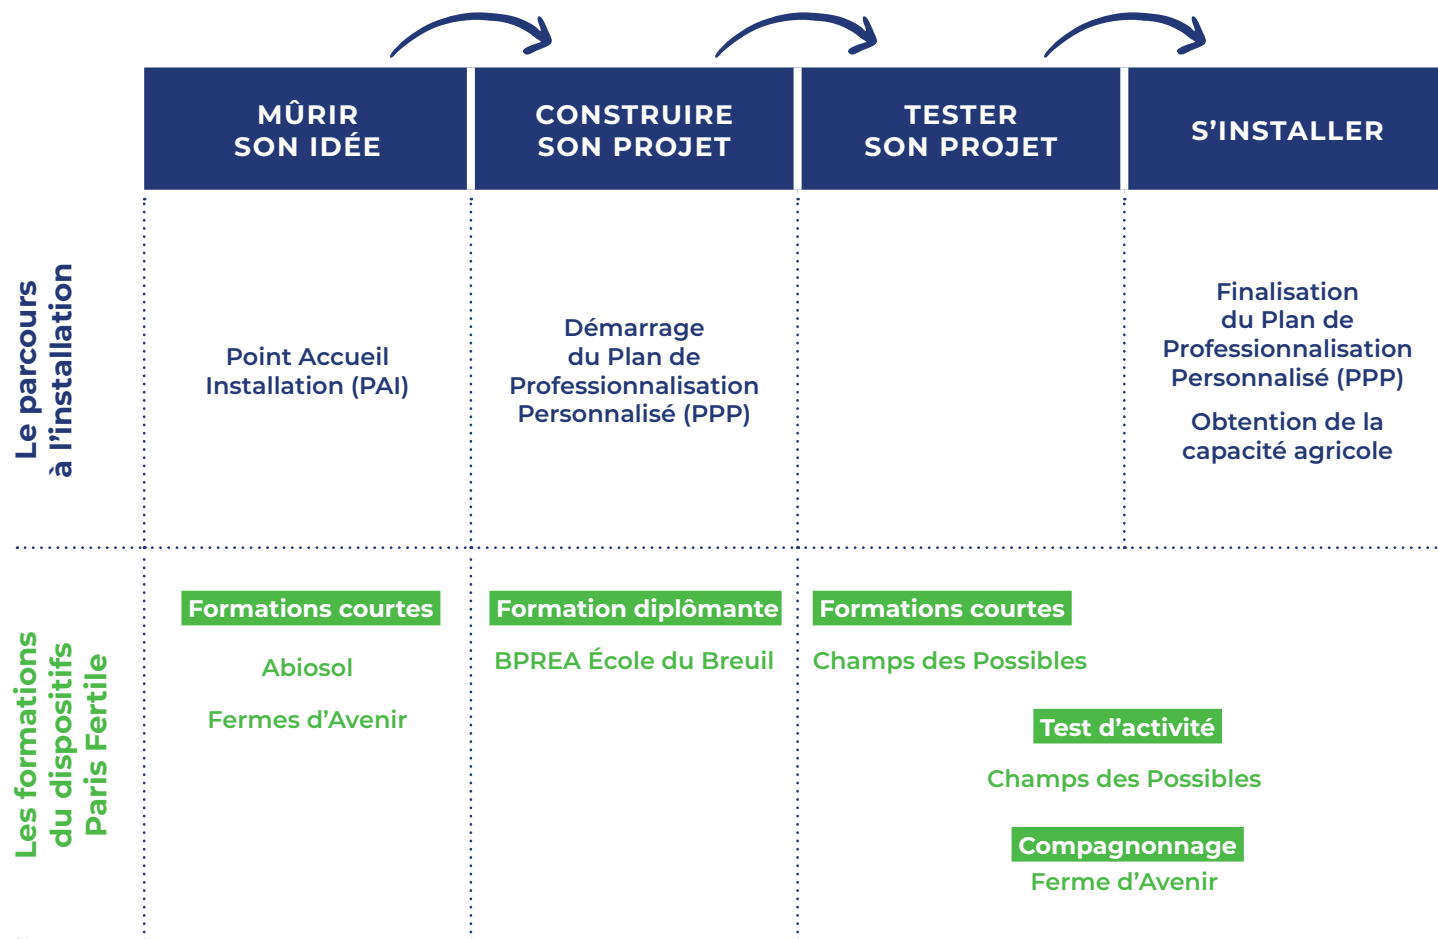 MÛRIR
SON IDÉE
CONSTRUIRE
SON PROJET
TESTER
SON PROJET
S'INSTALLER
Le parcours
à l'installation
Point Accueil
Installation (PAI)
Démarrage
du Plan de
Professionnalisation
Personnalisé (PPP)
Finalisation
du Plan de
Professionnalisation
Personnalisé (PPP)
Obtention de la
capacité agricole
Les formations
du dispositifs
Paris Fertile
Formations courtes
Abiosol
Fermes d'Avenir
Formation diplômante
BPREA École du Breuil
Formations courtes
Champs des Possibles
Test d'activité
Champs des Possibles
Compagnonnage
Ferme d'Avenir